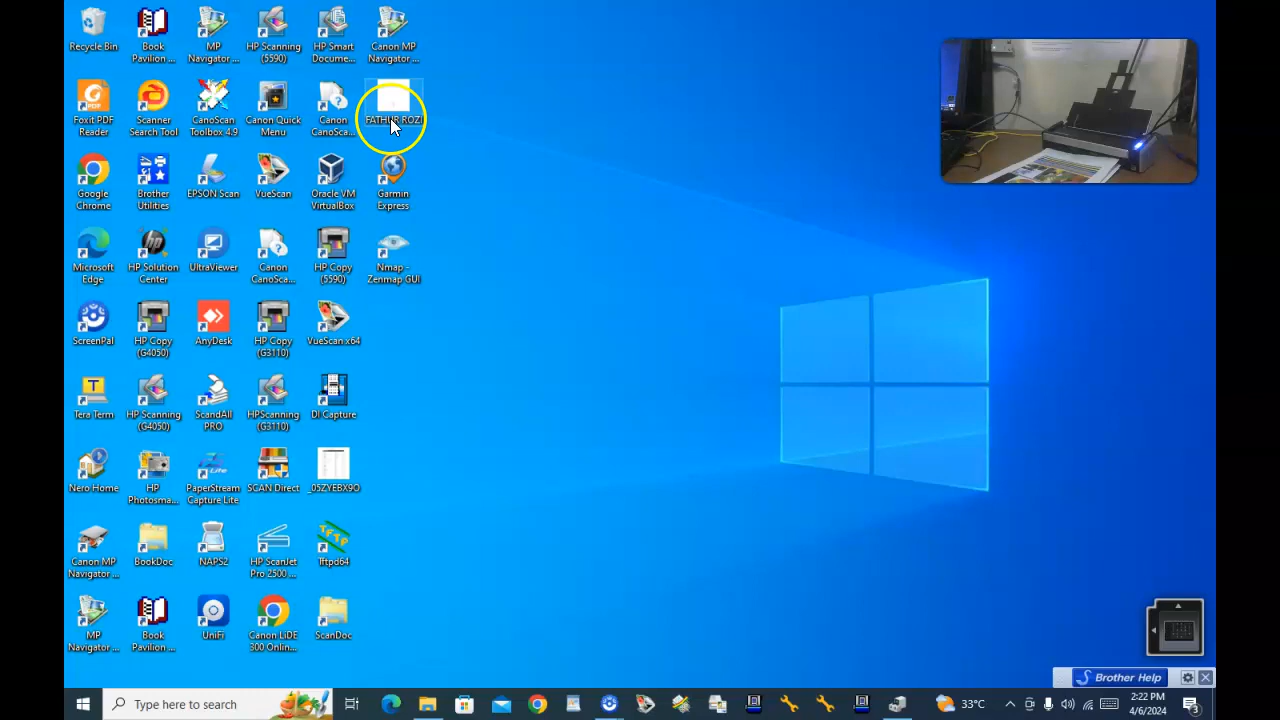 Recycle Bin
Book
Pavilion ...
MP
Navigator ...
HP Scanning
(5590)
HP Smart
Docume...
Canon MP
Navigator ...
Foxit PDF
Reader
Scanner
Search Tool
CanoScan
Toolbox 4.9
Canon Quick
Menu
Canon
CanoSca...
FATHUR ROZI
Google
Chrome
Brother
Utilities
EPSON Scan
VueScan
Oracle VM
VirtualBox
Garmin
Express
Microsoft
Edge
HP Solution
Center
UltraViewer
Canon
CanoSca...
HP Copy
(5590)
Nmap -
Zenmap GUI
ScreenPal
HP Copy
(G4050)
AnyDesk
HP Copy
(G3110)
VueScan x64
Tera Term
HP Scanning
(G4050)
ScandAll
PRO
HPScanning
(G3110)
DI Capture
Nero Home
HP
Photosma...
PaperStream
Capture Lite
SCAN Direct
_05ZYEBX9O
Canon MP
Navigator ...
BookDoc
NAPS2
HP ScanJet
Pro 2500 ...
Tftpd64
MP
Navigator ...
Book
Pavilion ...
UniFi
Canon LiDE
300 Onlin...
ScanDoc
Brother Help
Type here to search
33°C
2:22 PM
4/6/2024
3